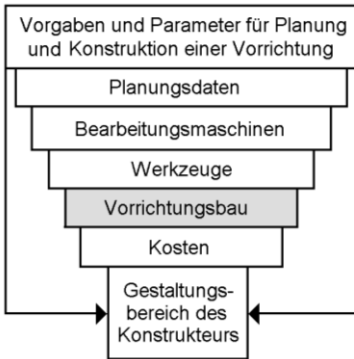 Vorgaben und Parameter für Planung
und Konstruktion einer Vorrichtung
Planungsdaten
Bearbeitungsmaschinen
Werkzeuge
Vorrichtungsbau
Kosten
Gestaltungs-
bereich des
Konstrukteurs